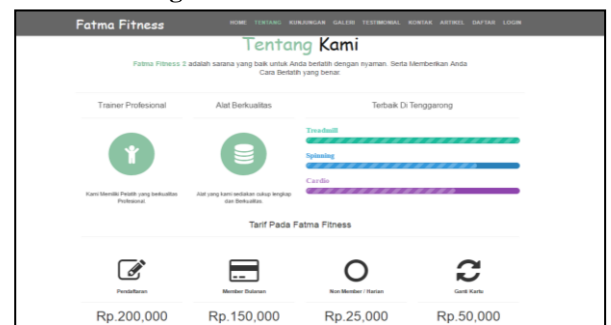 Fatma Fitness
HOME TENTANG KUNJUNGAN GALERI TESTIMONIAL KONTAK ARTIKEL DAFTAR LOGIN
Tentang Kami
Fatma Fitness 2 adalah sarana yang baik untuk Anda berlatih dengan nyaman. Serta Memberikan Anda
Cara Berlatih yang benar.
Trainer Profesional
Alat Berkualitas
Terbaik Di Tenggarong
Treadmill
Spinning
Cardio
Kami Memiliki Pelatih yang berkualitas
Profesional
Alat yang kami sediakan cukup lengkap
dan Berkualitas
Tarif Pada Fatma Fitness
Pendaftaran
Member Bulanan
Non Member / Harian
Ganti Kartu
Rp.200,000
Rp.150,000
Rp.25,000
Rp.50,000